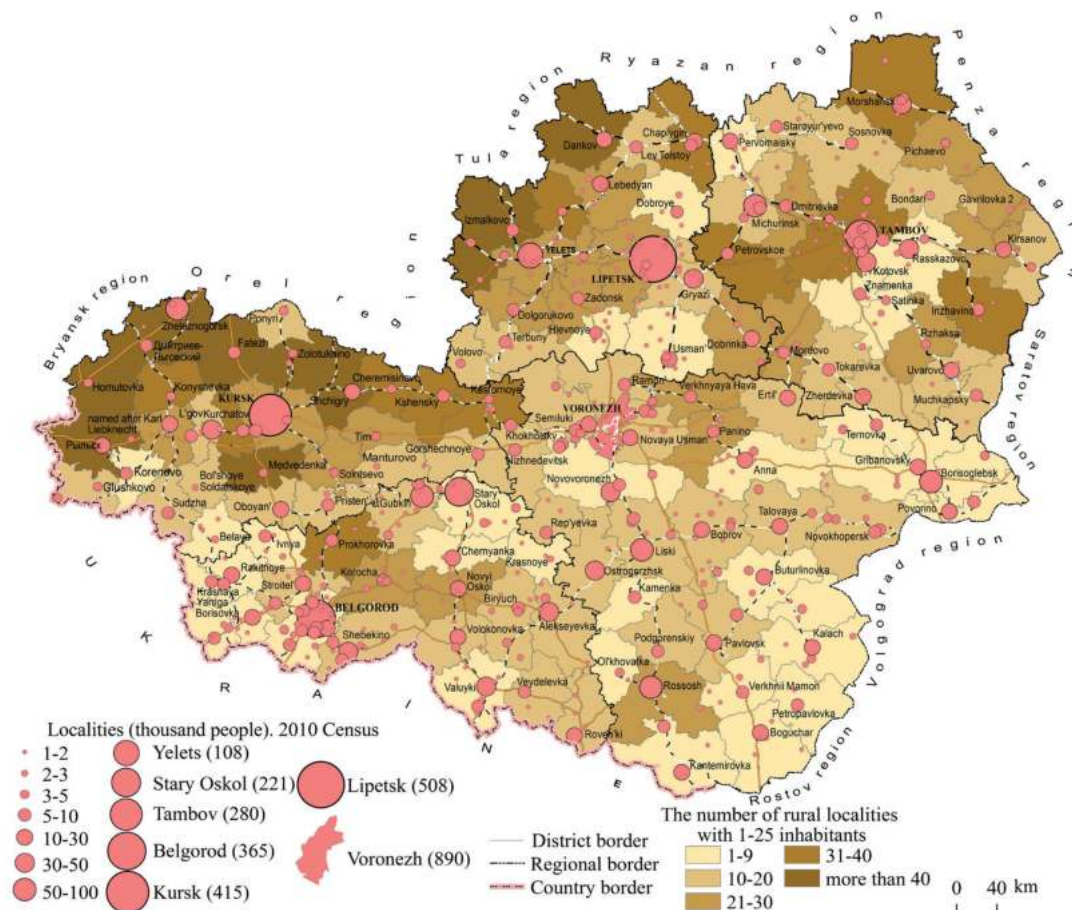 Ryazan region
Penza region
Tula region
Orel region
Bryansk region
Saratov region
Volgograd region
Rostov region
UKRAINE
Morshansk
Chaplygin
Staroyur'yevo
Sosnovka
Dankov
Lev Tolstoy
Pervomaisky
Pichaevo
Lebedyan
Dobroye
Dmitrievka
Bondari
Gavrilovka 2
Izmalkovo
Michurinsk
TAMBOV
Kirsanov
YELETS
Petrovskoe
Rasskazovo
LIPETSK
Kotovsk
Znamenka
Zadonsk
Gryazi
Satinka
Inzhavino
Zheleznogorsk
Ponyri
Dolgorukovo
Hlevnoya
Rzhaksa
Дмитриев-
Льговский
Fatezh
Zolotukhino
Terbuny
Usman'
Dobrinka
Volovo
Mordovo
Uvarovo
Homutovka
Konyshevka
Cheremisinovo
Tokarevka
KURSK
Shchigry
Kshensky
Kastornoye
Ramon
Verkhnyaya Hava
Ertil'
Zherdevka
Muchkapsky
named after Karl
Liebknecht
L'gov
Kurchatov
VORONEZH
Semiluki
Рыльск
Tim
Khokholsky
Novaya Usman'
Panino
Ternovka
Gorshechnoye
Nizhnedevitsk
Korenevo
Medvedenka
Manturovo
Anna
Gribanovsky
Glushkovo
Bol'shoye
Soldatskoye
Solntsevo
Borisoglebsk
Sudzha
Oboyan'
Pristen'
Gubkin
Stary
Oskol
Novovoronezh
Talovaya
Povorino
Belaya
Ivnya
Prokhorovka
Rep'yevka
Bobrov
Novokhopersk
Rakitnoye
Chernyanka
Krasnoye
Liski
Krasnaya
Yaruga
Stroitel'
Korocha
Novyi
Oskol
Ostrogorzhsk
Buturlinovka
Borisovka
BELGOROD
Biryuch
Kamenka
Shebekino
Volokonovka
Alekseyevka
Podgorenskiy
Pavlovsk
Kalach
Ol'khovatka
Valuyki
Veydelevka
Rossosh
Verkhnii Mamon
Petropavlovka
Roven'ki
Boguchar
Kantemirovka
Localities (thousand people). 2010 Census
1-2
2-3
3-5
5-10
10-30
30-50
50-100
Yelets (108)
Stary Oskol (221)
Tambov (280)
Belgorod (365)
Kursk (415)
Lipetsk (508)
Voronezh (890)
District border
Regional border
Country border
The number of rural localities
with 1-25 inhabitants
1-9
10-20
21-30
31-40
more than 40
0 40 km